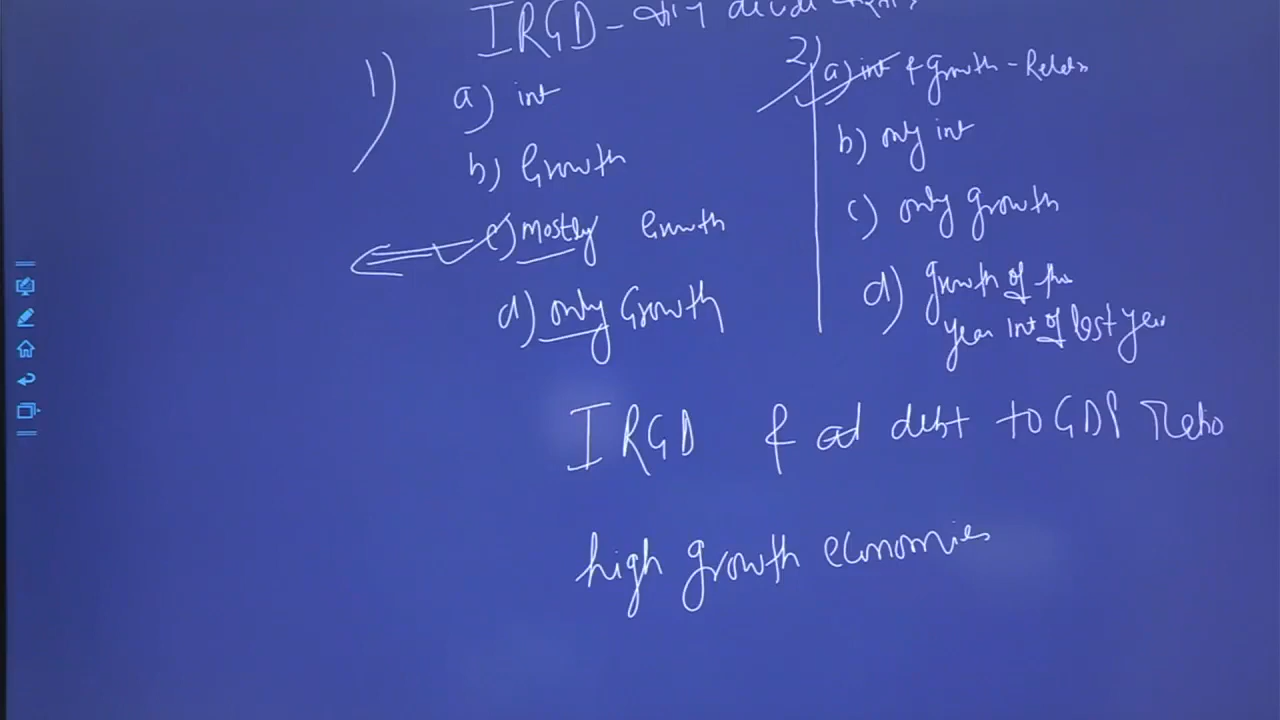 IRGD -
1)
a) int
b) Growth
c) mostly Growth
d) only Growth
2)
a) int & growth - Relatn
b) only int
c) only growth
d) growth of the
year int of last year
IRGD & debt to GDP Ratio
high growth economies